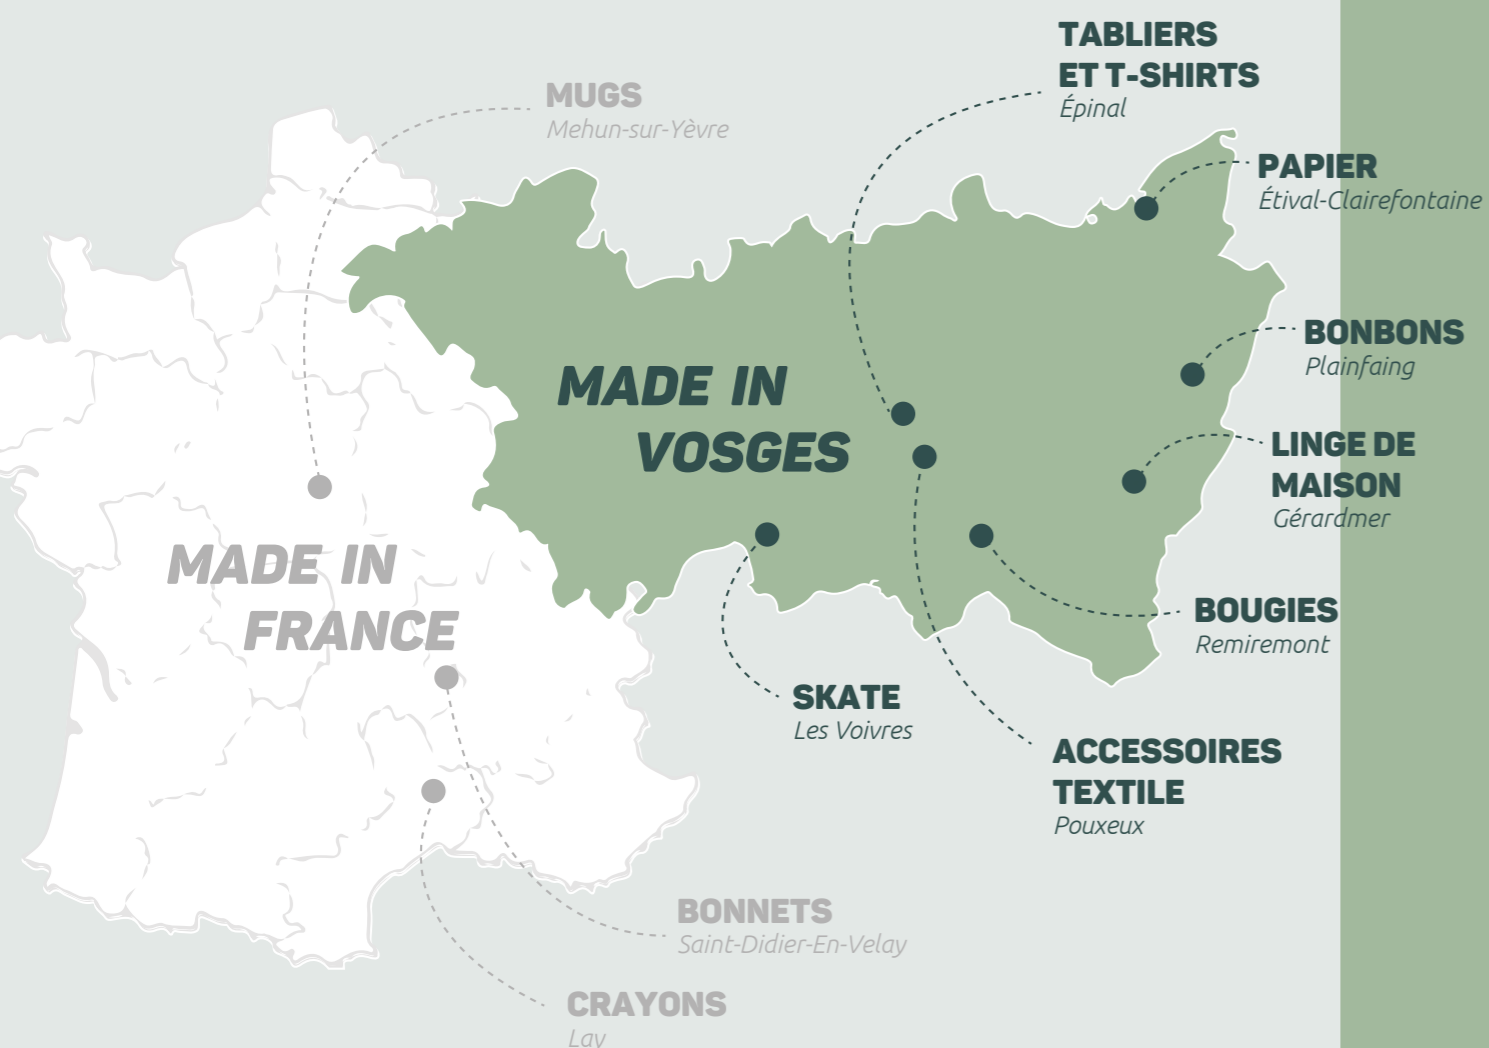 TABLIERS
ET T-SHIRTS
Épinal
MUGS
Mehun-sur-Yèvre
PAPIER
Étival-Clairefontaine
BONBONS
Plainfaing
MADE IN
VOSGES
LINGE DE
MAISON
Gérardmer
MADE IN
FRANCE
BOUGIES
Remiremont
SKATE
Les Voivres
ACCESSOIRES
TEXTILE
Pouxeux
BONNETS
Saint-Didier-En-Velay
CRAYONS
Lay